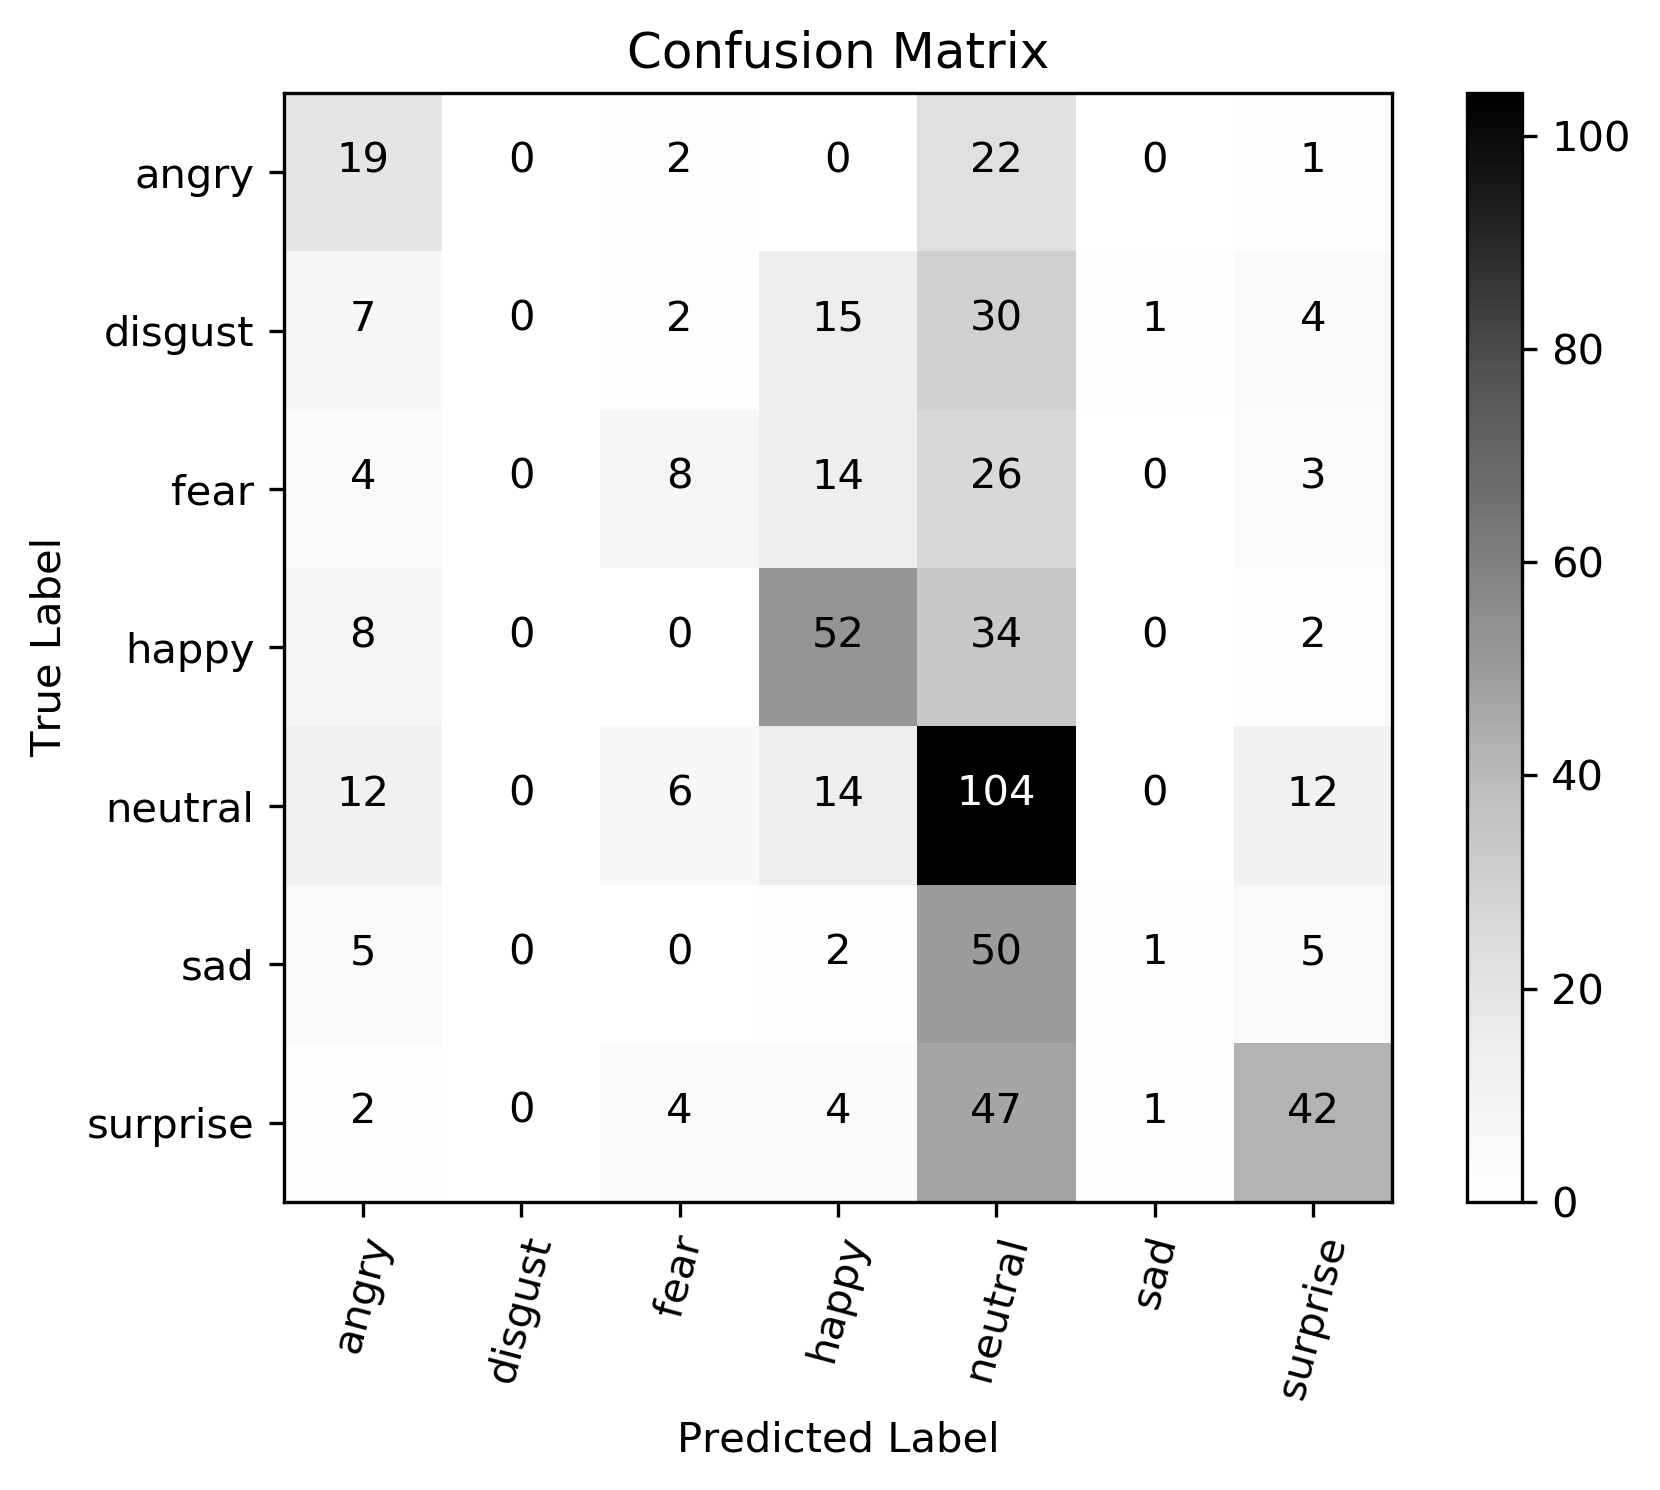 Confusion Matrix
angry 19 0 2 0 22 0 1
disgust 7 0 2 15 30 1 4
fear 4 0 8 14 26 0 3
happy 8 0 0 52 34 0 2
neutral 12 0 6 14 104 0 12
sad 5 0 0 2 50 1 5
surprise 2 0 4 4 47 1 42
True Label
angry disgust fear happy neutral sad surprise
Predicted Label
100
80
60
40
20
0